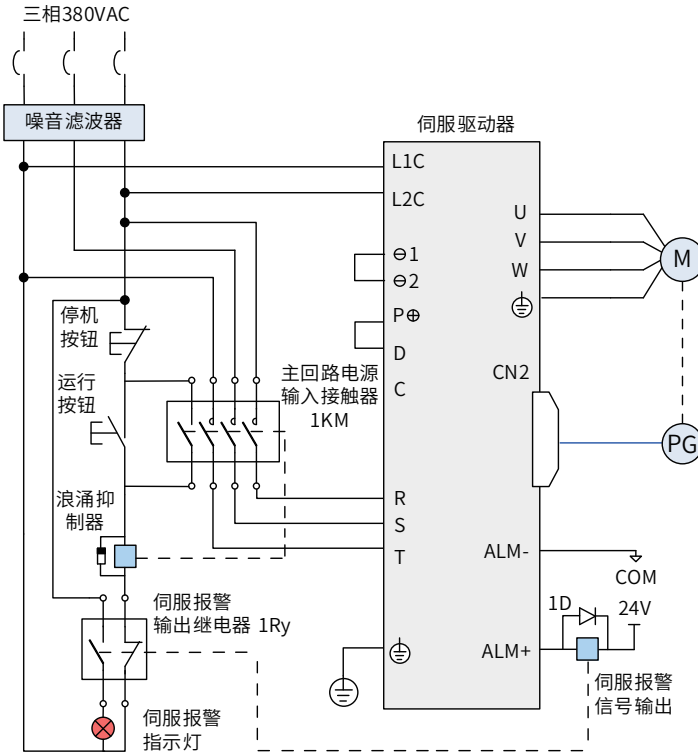 三相380VAC
噪音滤波器
伺服驱动器
L1C
L2C
U
V
W
M
⊖1
⊖2
P⊕
D
C
停机
按钮
运行
按钮
主回路电源
输入接触器
1KM
CN2
PG
浪涌抑
制器
R
S
T
ALM-
COM
1D
24V
ALM+
伺服报警
输出继电器 1Ry
伺服报警
信号输出
伺服报警
指示灯